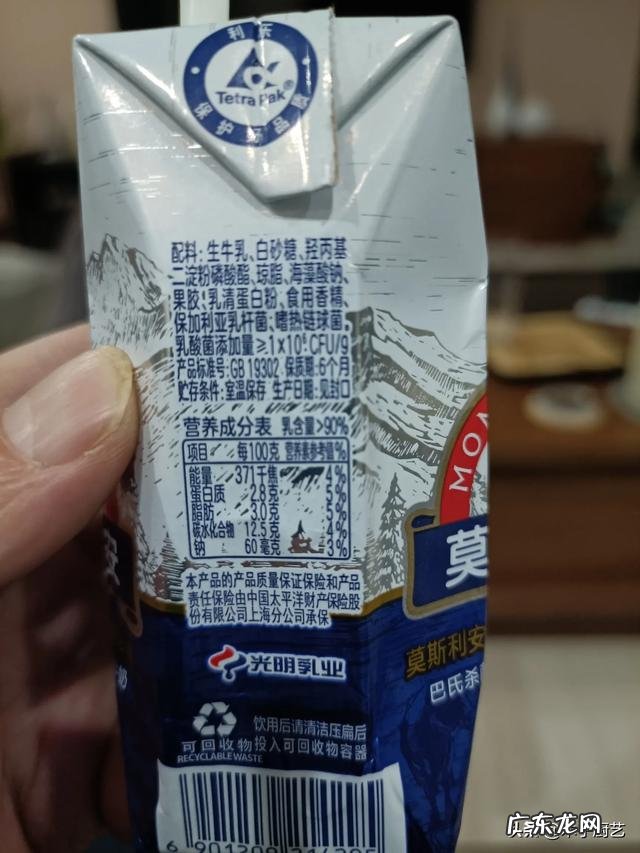 利乐
Tetra Pak®
保护好品质
配料：生牛乳、白砂糖、羟丙基
二淀粉磷酸酯、琼脂、海藻酸钠、
果胶、乳清蛋白粉、食用香精、
保加利亚乳杆菌、嗜热链球菌，
乳酸菌添加量≥1×10⁶CFU/g
产品标准号：GB 19302 保质期：6个月
贮存条件：室温保存 生产日期：见封口
营养成分表 乳含量≥90%
项目 每100克 营养素参考值%
能量 371千焦 4%
蛋白质 2.8克 5%
脂肪 3.0克 5%
碳水化合物 12.5克 4%
钠 60毫克 3%
本产品的产品质量保证保险和产品
责任保险由中国太平洋财产保险股
份有限公司上海分公司承保
光明乳业
饮用后请清洁压扁后
可回收物 投入可回收物容器
RECYCLABLE WASTE
MON
莫
莫斯利安
巴氏杀
安
奶
广东龙网